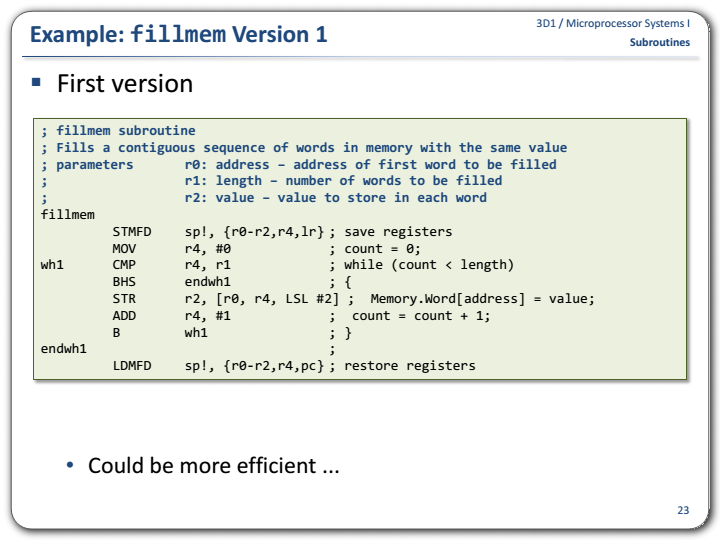 Example: fillmem Version 1
3D1 / Microprocessor Systems I
Subroutines
▪ First version
; fillmem subroutine
; Fills a contiguous sequence of words in memory with the same value
; parameters r0: address – address of first word to be filled
; r1: length – number of words to be filled
; r2: value – value to store in each word
fillmem
STMFD sp!, {r0-r2,r4,lr} ; save registers
MOV r4, #0 ; count = 0;
wh1 CMP r4, r1 ; while (count < length)
BHS endwh1 ; {
STR r2, [r0, r4, LSL #2] ; Memory.Word[address] = value;
ADD r4, #1 ; count = count + 1;
B wh1 ; }
endwh1 ;
LDMFD sp!, {r0-r2,r4,pc} ; restore registers
• Could be more efficient ...
23